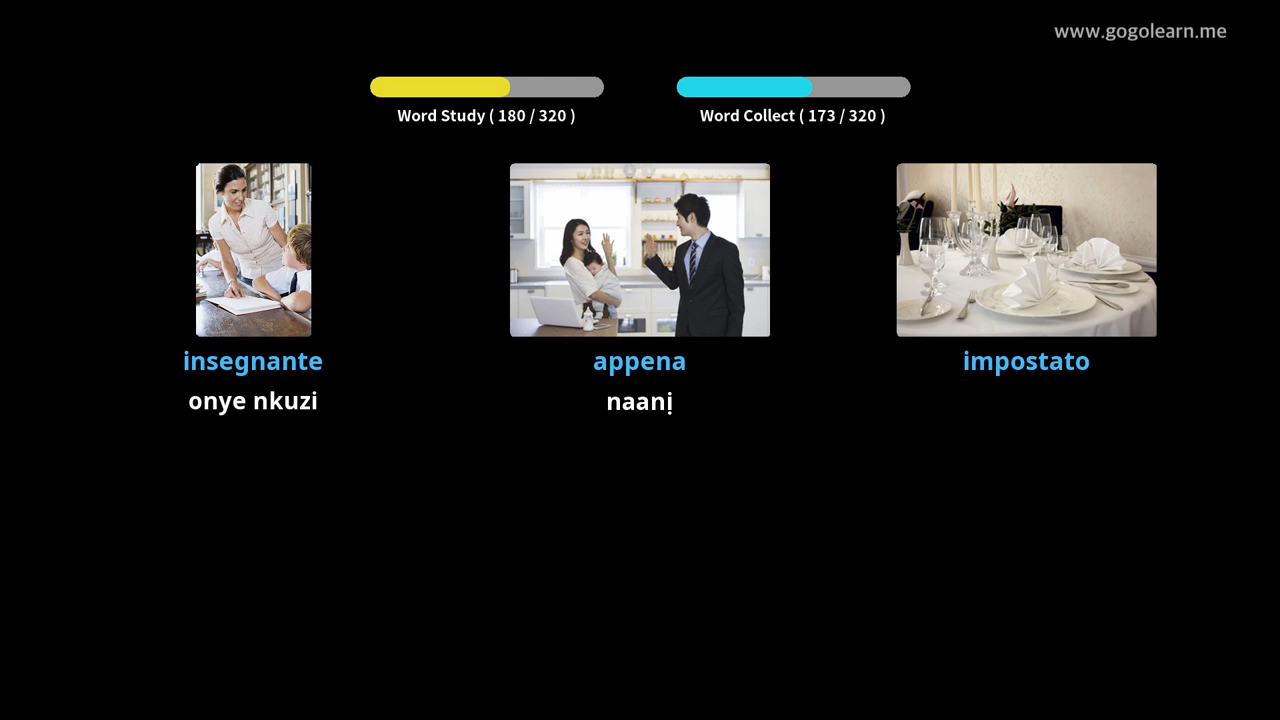 www.gogolearn.me
Word Study ( 180 / 320 )
Word Collect ( 173 / 320 )
insegnante
appena
impostato
onye nkuzi
naanị